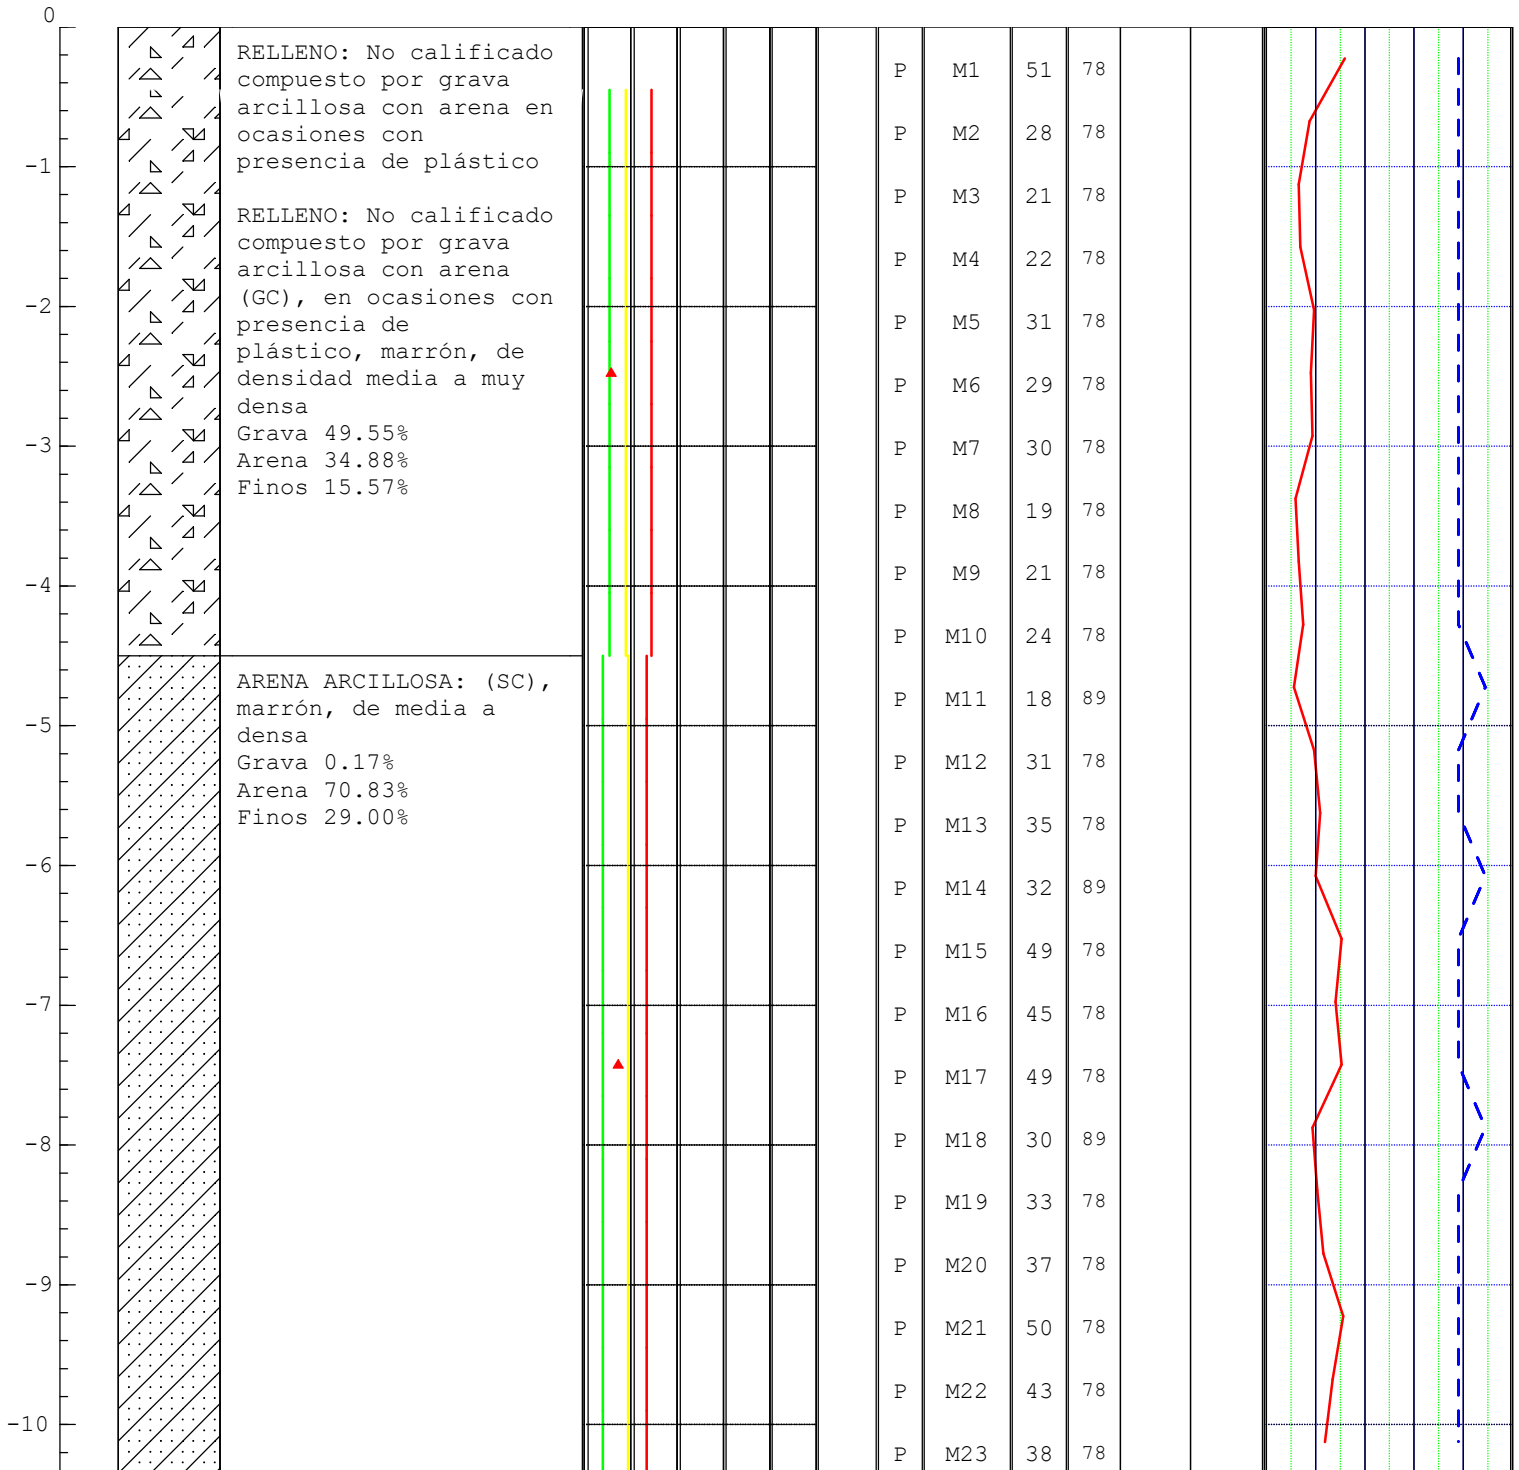 0
RELLENO: No calificado
compuesto por grava
arcillosa con arena en
ocasiones con
presencia de plástico
RELLENO: No calificado
compuesto por grava
arcillosa con arena
(GC), en ocasiones con
presencia de
plástico, marrón, de
densidad media a muy
densa
Grava 49.55%
Arena 34.88%
Finos 15.57%
ARENA ARCILLOSA: (SC),
marrón, de media a
densa
Grava 0.17%
Arena 70.83%
Finos 29.00%
-1
-2
-3
-4
-5
-6
-7
-8
-9
-10
P M1 51 78
P M2 28 78
P M3 21 78
P M4 22 78
P M5 31 78
P M6 29 78
P M7 30 78
P M8 19 78
P M9 21 78
P M10 24 78
P M11 18 89
P M12 31 78
P M13 35 78
P M14 32 89
P M15 49 78
P M16 45 78
P M17 49 78
P M18 30 89
P M19 33 78
P M20 37 78
P M21 50 78
P M22 43 78
P M23 38 78